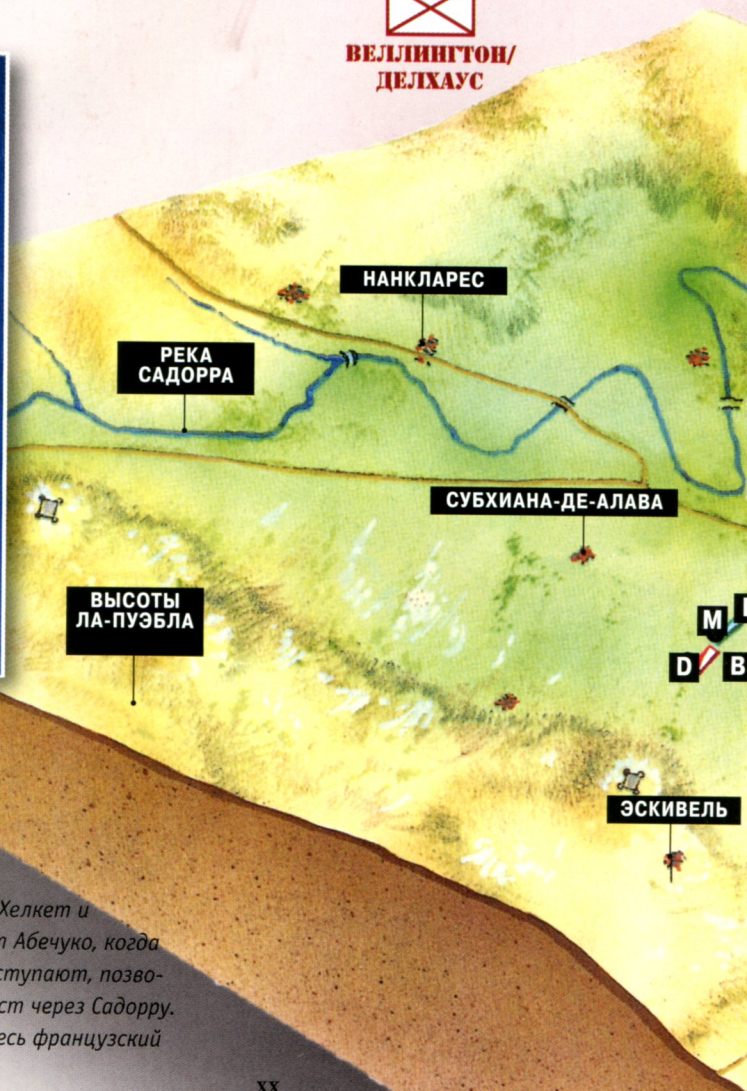 ВЕЛЛИНГТОН/
ДЕЛХАУС
НАНКЛАРЕС
РЕКА
САДОРРА
СУБХИАНА-ДЕ-АЛАВА
ВЫСОТЫ
ЛА-ПУЭБЛА
M
D
B
ЭСКИВЕЛЬ
Хелкет и
Абечуко, когда
ступают, позво-
ст через Садорру.
есь французский
XX